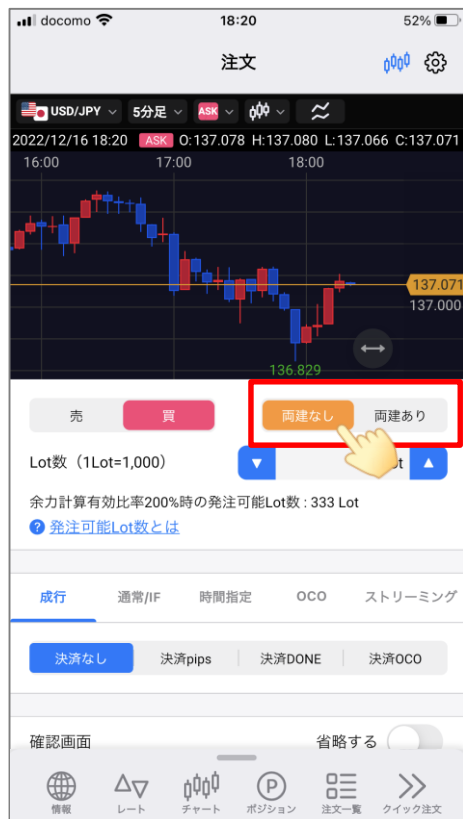 docomo 18:20 52%
注文
USD/JPY 5分足 ASK
2022/12/16 18:20 ASK O:137.078 H:137.080 L:137.066 C:137.071
16:00 17:00 18:00
137.071
137.000
136.829
売 買 両建なし 両建あり
Lot数（1Lot=1,000）
余力計算有効比率200%時の発注可能Lot数 : 333 Lot
? 発注可能Lot数とは
成行 通常/IF 時間指定 OCO ストリーミング
決済なし 決済pips 決済DONE 決済OCO
確認画面 省略する
P
情報 レート チャート ポジション 注文一覧 クイック注文